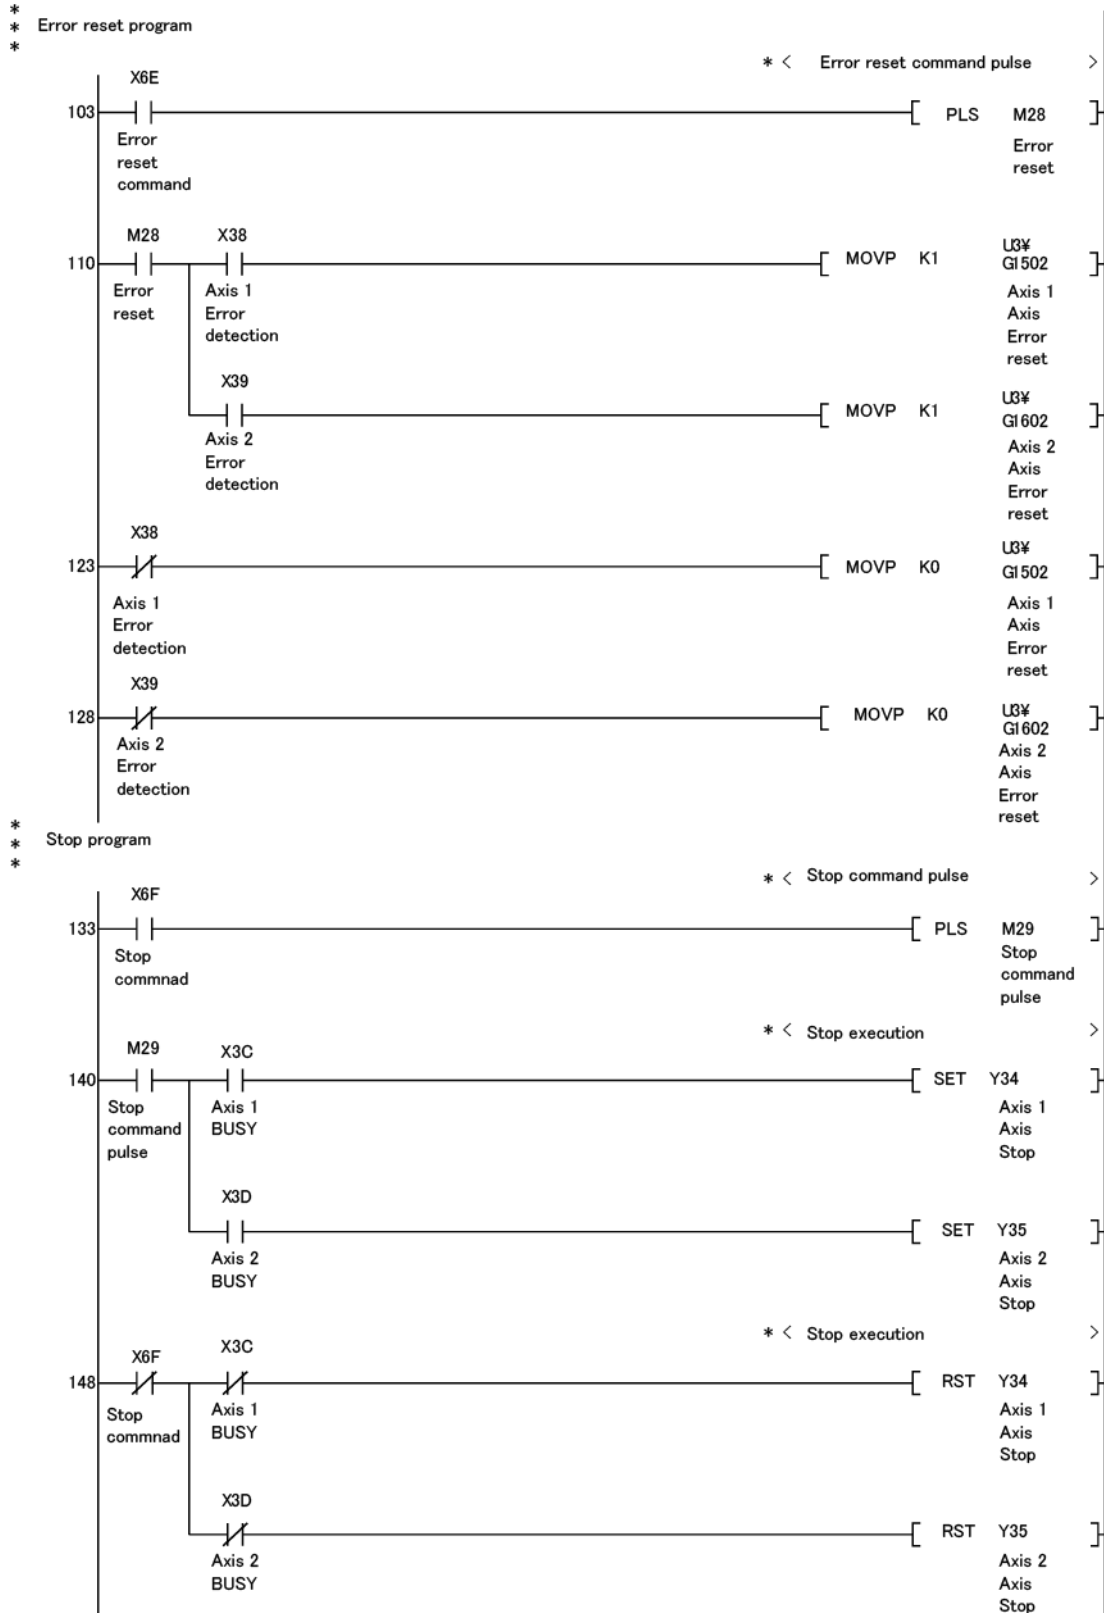 *
* Error reset program
*
* < Error reset command pulse >
X6E
103
PLS M28
Error
reset
command
Error
reset
M28 X38
110
MOVP K1 U3¥
G1502
Error
reset
Axis 1
Error
detection
Axis 1
Axis
Error
reset
X39
MOVP K1 U3¥
G1602
Axis 2
Error
detection
Axis 2
Axis
Error
reset
X38
123
MOVP K0 U3¥
G1502
Axis 1
Error
detection
Axis 1
Axis
Error
reset
X39
128
MOVP K0 U3¥
G1602
Axis 2
Error
detection
Axis 2
Axis
Error
reset
*
* Stop program
*
* < Stop command pulse >
X6F
133
PLS M29
Stop
commnad
Stop
command
pulse
* < Stop execution >
M29 X3C
140
SET Y34
Stop
command
pulse
Axis 1
BUSY
Axis 1
Axis
Stop
X3D
SET Y35
Axis 2
BUSY
Axis 2
Axis
Stop
* < Stop execution >
X6F X3C
148
RST Y34
Stop
commnad
Axis 1
BUSY
Axis 1
Axis
Stop
X3D
RST Y35
Axis 2
BUSY
Axis 2
Axis
Stop